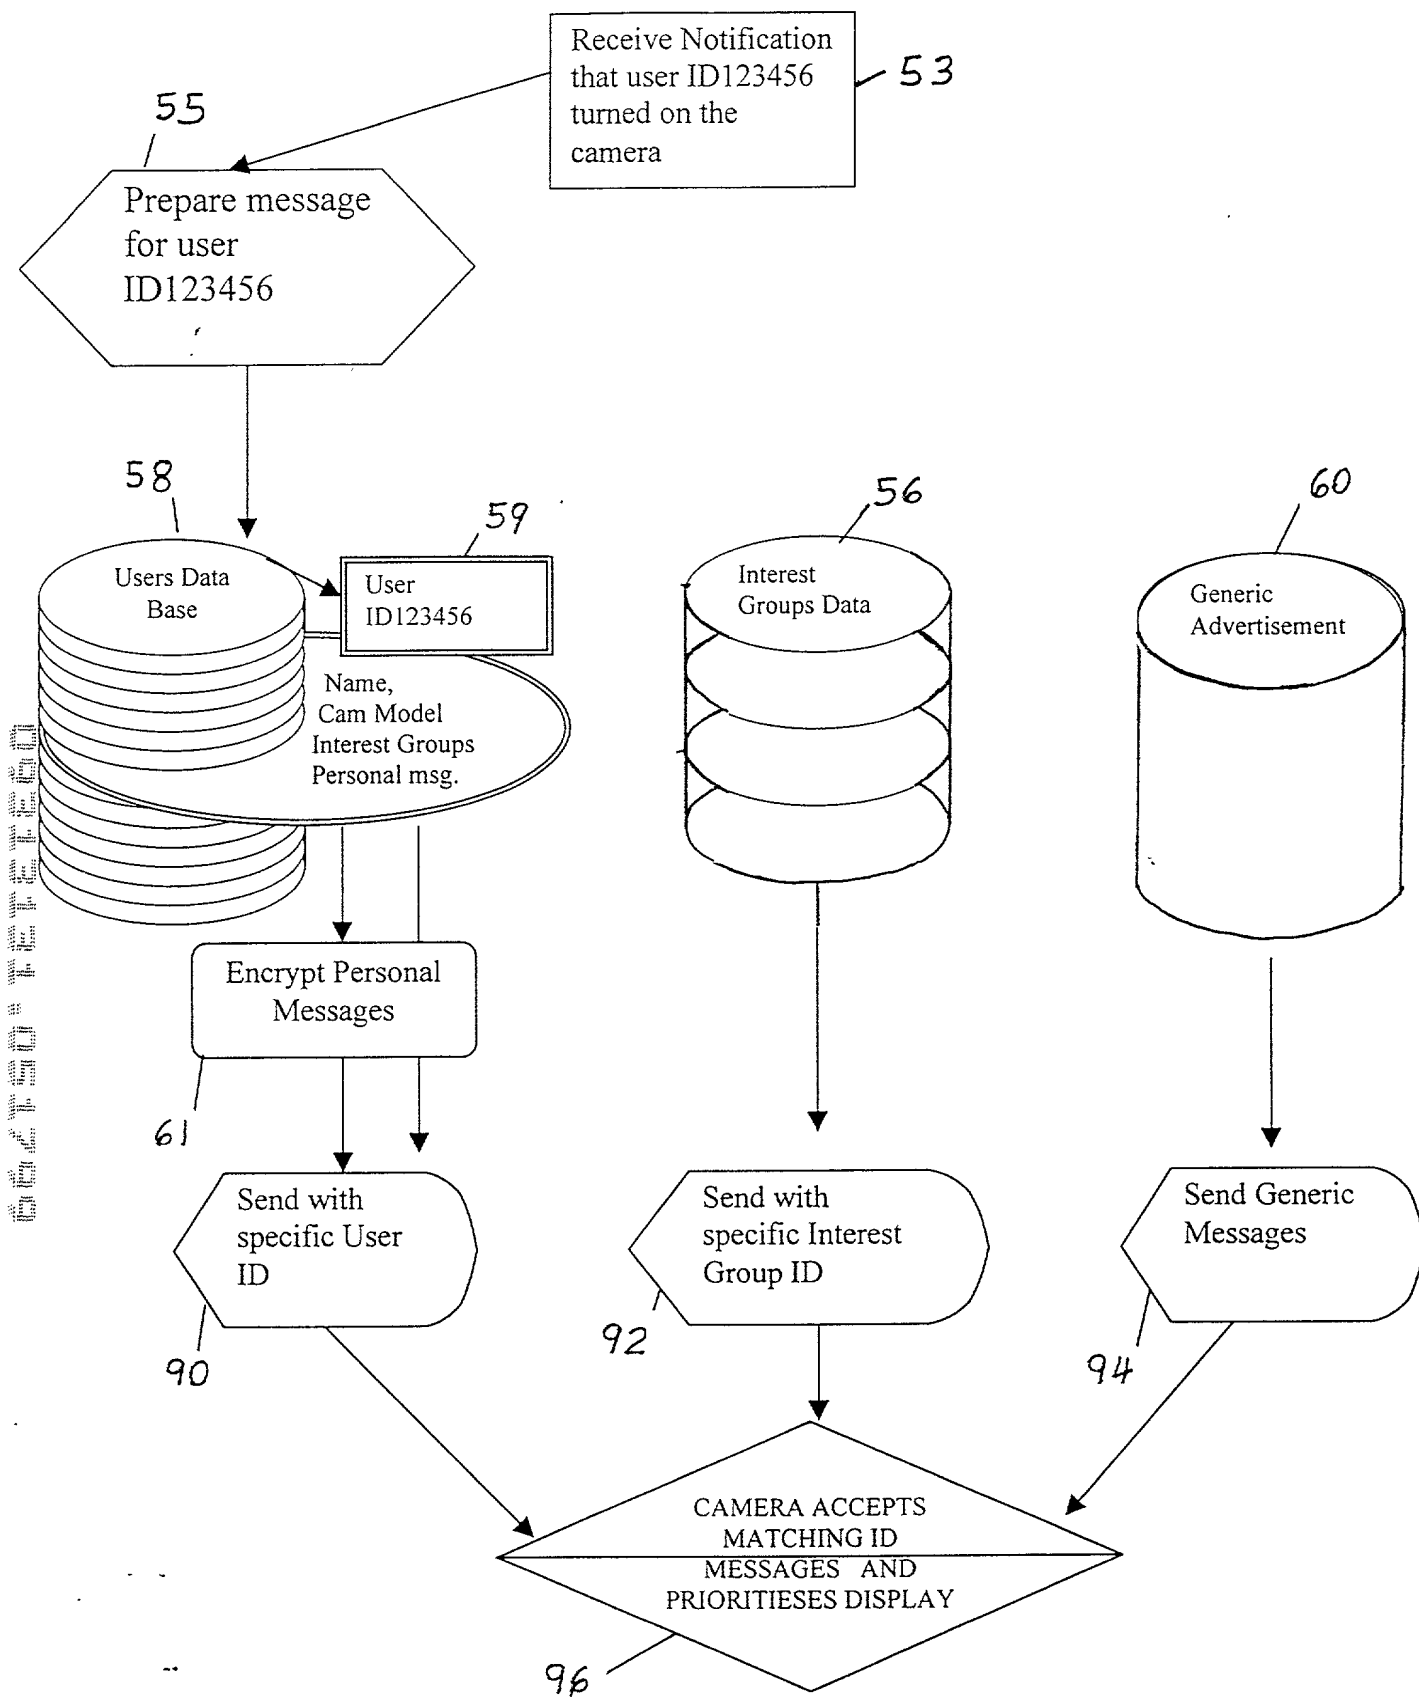 Receive Notification
that user ID123456
turned on the
camera
53
55
Prepare message
for user
ID123456
58
59
56
60
Users Data
Base
User
ID123456
Interest
Groups Data
Generic
Advertisement
Name,
Cam Model
Interest Groups
Personal msg.
Encrypt Personal
Messages
61
Send with
specific User
ID
Send with
specific Interest
Group ID
Send Generic
Messages
90
92
94
CAMERA ACCEPTS
MATCHING ID
MESSAGES AND
PRIORITIESES DISPLAY
96